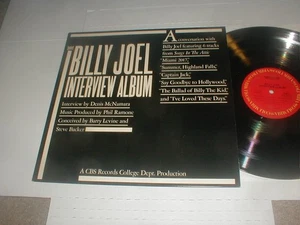 THE
BILLY JOEL
INTERVIEW ALBUM
Interview by Denis McNamara
Music Produced by Phil Ramone
Conceived by Barry Levine and
Steve Backer
A conversation with
Billy Joel featuring 6 tracks
from Songs In The Attic
"Miami 2017,"
"Summer, Highland Falls,"
"Captain Jack,"
"Say Goodbye to Hollywood,"
"The Ballad of Billy The Kid,"
and "I've Loved These Days."
A CBS Records College Dept. Production